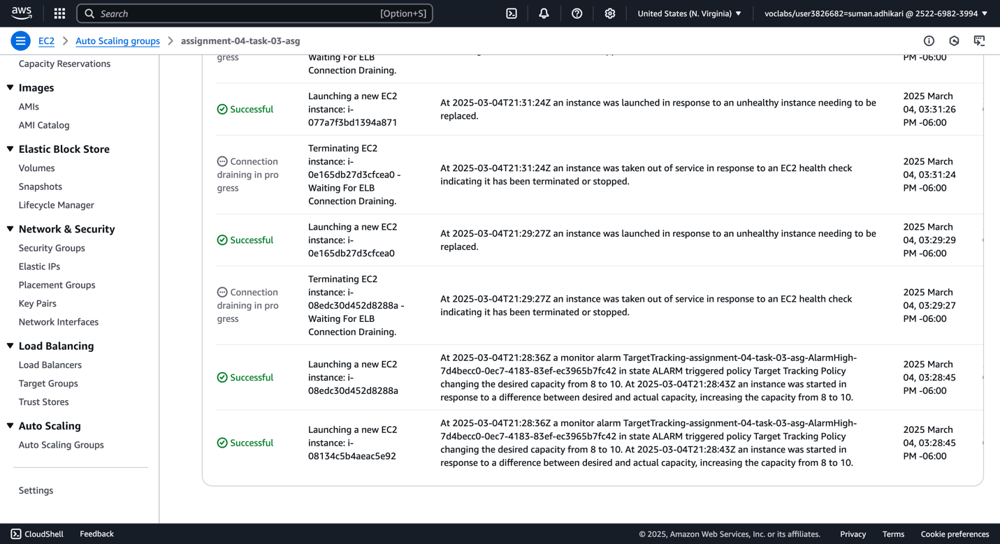 aws
Search
[Option+S]
United States (N. Virginia)
voclabs/user3826682=suman.adhikari @ 2522-6982-3994
EC2
Auto Scaling groups
assignment-04-task-03-asg
Capacity Reservations
Images
AMIs
AMI Catalog
Elastic Block Store
Volumes
Snapshots
Lifecycle Manager
Network & Security
Security Groups
Elastic IPs
Placement Groups
Key Pairs
Network Interfaces
Load Balancing
Load Balancers
Target Groups
Trust Stores
Auto Scaling
Auto Scaling Groups
Settings
gress
Waiting For ELB
Connection Draining.
PM -06:00
Successful
Launching a new EC2
instance: i-
077a7f3bd1394a871
At 2025-03-04T21:31:24Z an instance was launched in response to an unhealthy instance needing to be
replaced.
2025 March
04, 03:31:26
PM -06:00
Connection
draining in pro
gress
Terminating EC2
instance: i-
0e165db27d3cfcea0 -
Waiting For ELB
Connection Draining.
At 2025-03-04T21:31:24Z an instance was taken out of service in response to an EC2 health check
indicating it has been terminated or stopped.
2025 March
04, 03:31:24
PM -06:00
Successful
Launching a new EC2
instance: i-
0e165db27d3cfcea0
At 2025-03-04T21:29:27Z an instance was launched in response to an unhealthy instance needing to be
replaced.
2025 March
04, 03:29:29
PM -06:00
Connection
draining in pro
gress
Terminating EC2
instance: i-
08edc30d452d8288a -
Waiting For ELB
Connection Draining.
At 2025-03-04T21:29:27Z an instance was taken out of service in response to an EC2 health check
indicating it has been terminated or stopped.
2025 March
04, 03:29:27
PM -06:00
Successful
Launching a new EC2
instance: i-
08edc30d452d8288a
At 2025-03-04T21:28:36Z a monitor alarm TargetTracking-assignment-04-task-03-asg-AlarmHigh-
7d4becc0-0ec7-4183-83ef-ec3965b7fc42 in state ALARM triggered policy Target Tracking Policy
changing the desired capacity from 8 to 10. At 2025-03-04T21:28:43Z an instance was started in
response to a difference between desired and actual capacity, increasing the capacity from 8 to 10.
2025 March
04, 03:28:45
PM -06:00
Successful
Launching a new EC2
instance: i-
08134c5b4aeac5e92
At 2025-03-04T21:28:36Z a monitor alarm TargetTracking-assignment-04-task-03-asg-AlarmHigh-
7d4becc0-0ec7-4183-83ef-ec3965b7fc42 in state ALARM triggered policy Target Tracking Policy
changing the desired capacity from 8 to 10. At 2025-03-04T21:28:43Z an instance was started in
response to a difference between desired and actual capacity, increasing the capacity from 8 to 10.
2025 March
04, 03:28:45
PM -06:00
CloudShell
Feedback
© 2025, Amazon Web Services, Inc. or its affiliates.
Privacy
Terms
Cookie preferences